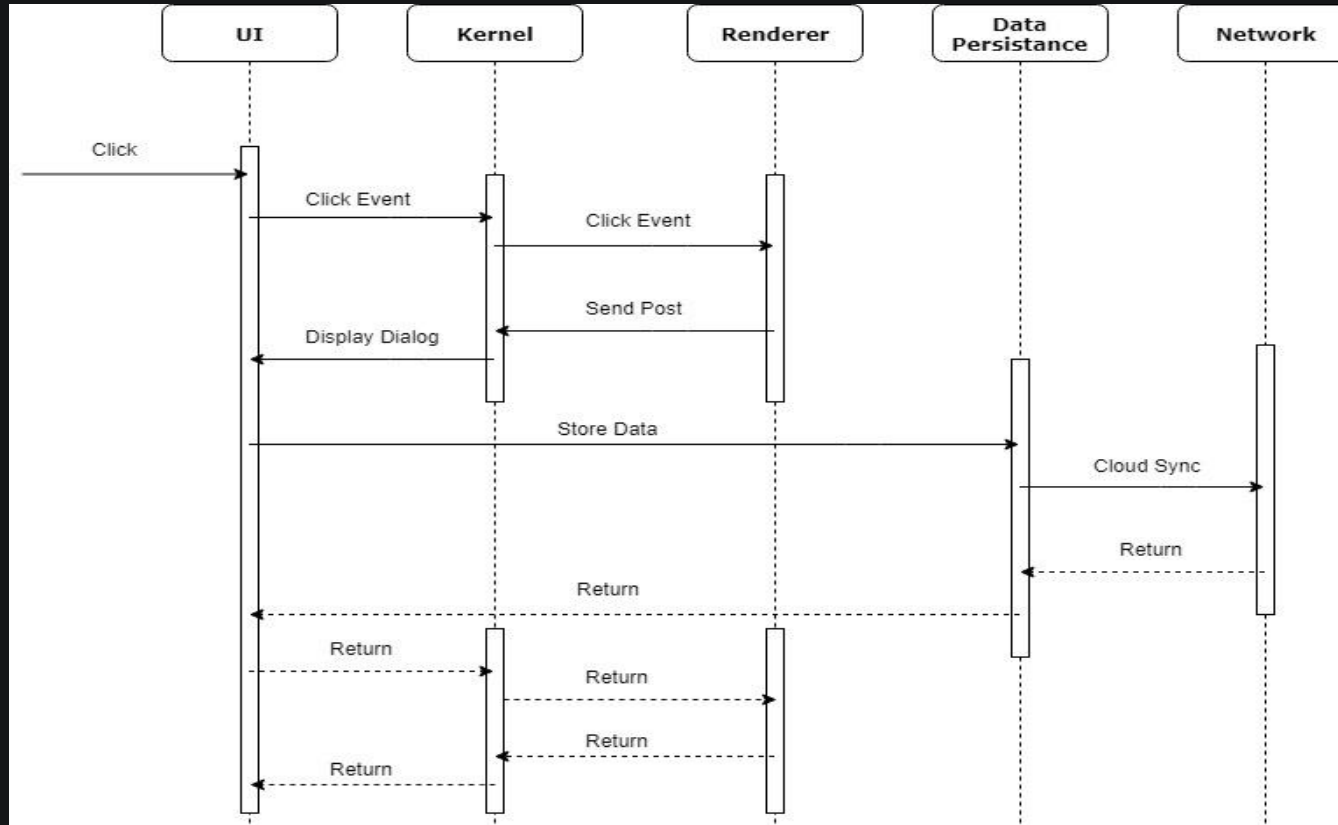 UI
Kernel
Renderer
Data
Persistance
Network
Click
Click Event
Click Event
Send Post
Display Dialog
Store Data
Cloud Sync
Return
Return
Return
Return
Return
Return